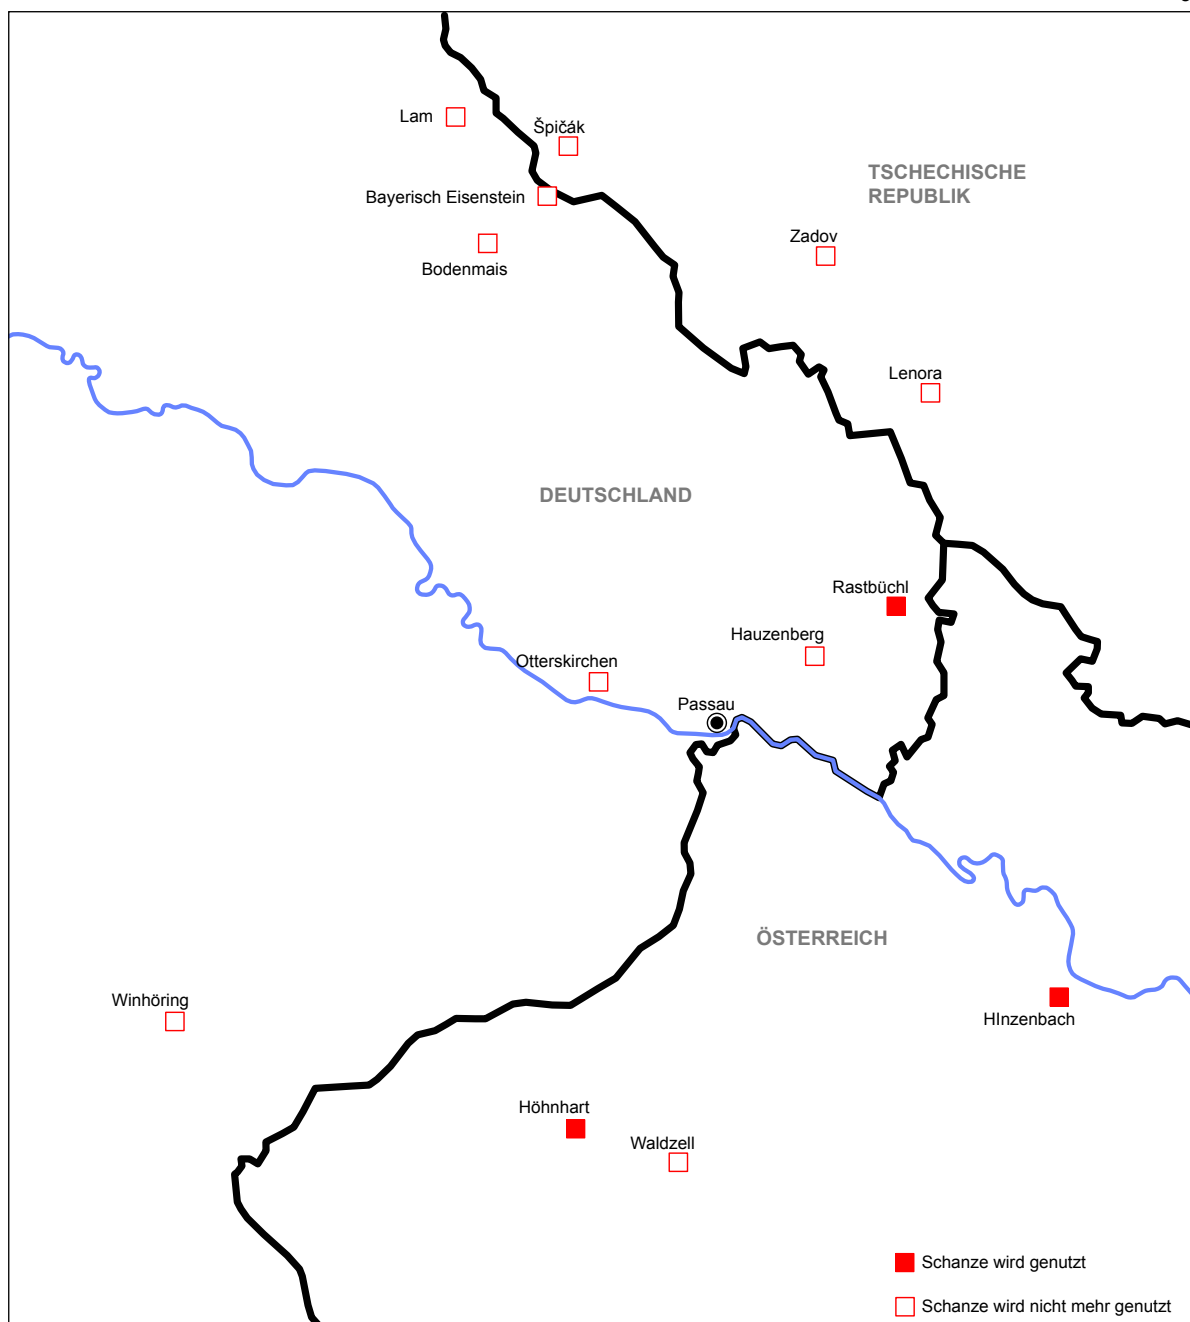 Lam
Špičák
TSCHECHISCHE
REPUBLIK
Bayerisch Eisenstein
Zadov
Bodenmais
Lenora
DEUTSCHLAND
Rastbüchl
Hauzenberg
Otterskirchen
Passau
ÖSTERREICH
Winhöring
HInzenbach
Höhnhart
Waldzell
Schanze wird genutzt
Schanze wird nicht mehr genutzt